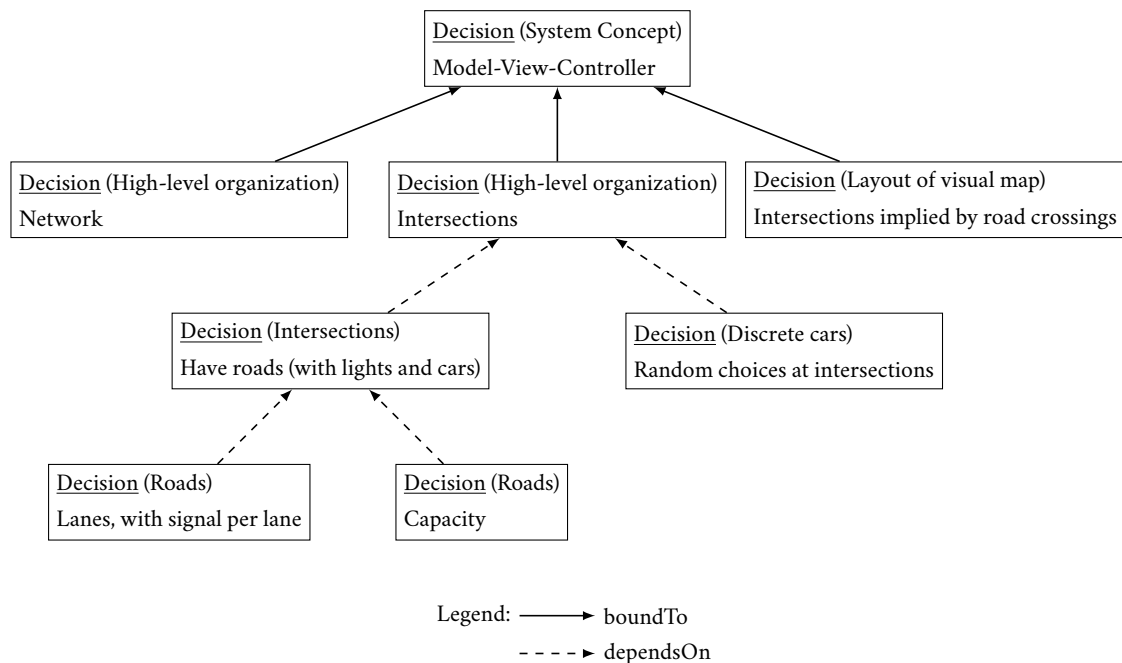 Decision (System Concept)
Model-View-Controller
Decision (High-level organization)
Network
Decision (High-level organization)
Intersections
Decision (Layout of visual map)
Intersections implied by road crossings
Decision (Intersections)
Have roads (with lights and cars)
Decision (Discrete cars)
Random choices at intersections
Decision (Roads)
Lanes, with signal per lane
Decision (Roads)
Capacity
Legend: boundTo
dependsOn